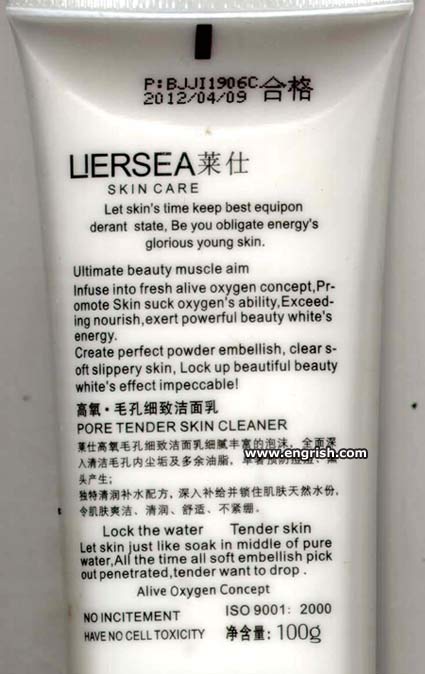 P:BJJI1906C 合格
2012/04/09
LIERSEA 莱仕
SKIN CARE
Let skin's time keep best equipon
derant state, Be you obligate energy's
glorious young skin.
Ultimate beauty muscle aim
Infuse into fresh alive oxygen concept,Pr-
omote Skin suck oxygen's ability,Exceed-
ing nourish,exert powerful beauty white's
energy.
Create perfect powder embellish, clear s-
oft slippery skin, Lock up beautiful beauty
white's effect impeccable!
高氧·毛孔细致洁面乳
PORE TENDER SKIN CLEANER
www.engrish.com
莱仕高氧毛孔细致洁面乳细腻丰富的泡沫，全面深
入清洁毛孔内尘垢及多余油脂，
头产生；
独特清润补水配方，深入补给并锁住肌肤天然水份，
令肌肤爽洁、清润、舒适、不紧绷。
Lock the water Tender skin
Let skin just like soak in middle of pure
water,All the time all soft embellish pick
out penetrated,tender want to drop .
Alive Oxygen Concept
NO INCITEMENT ISO 9001: 2000
HAVE NO CELL TOXICITY 净含量: 100g